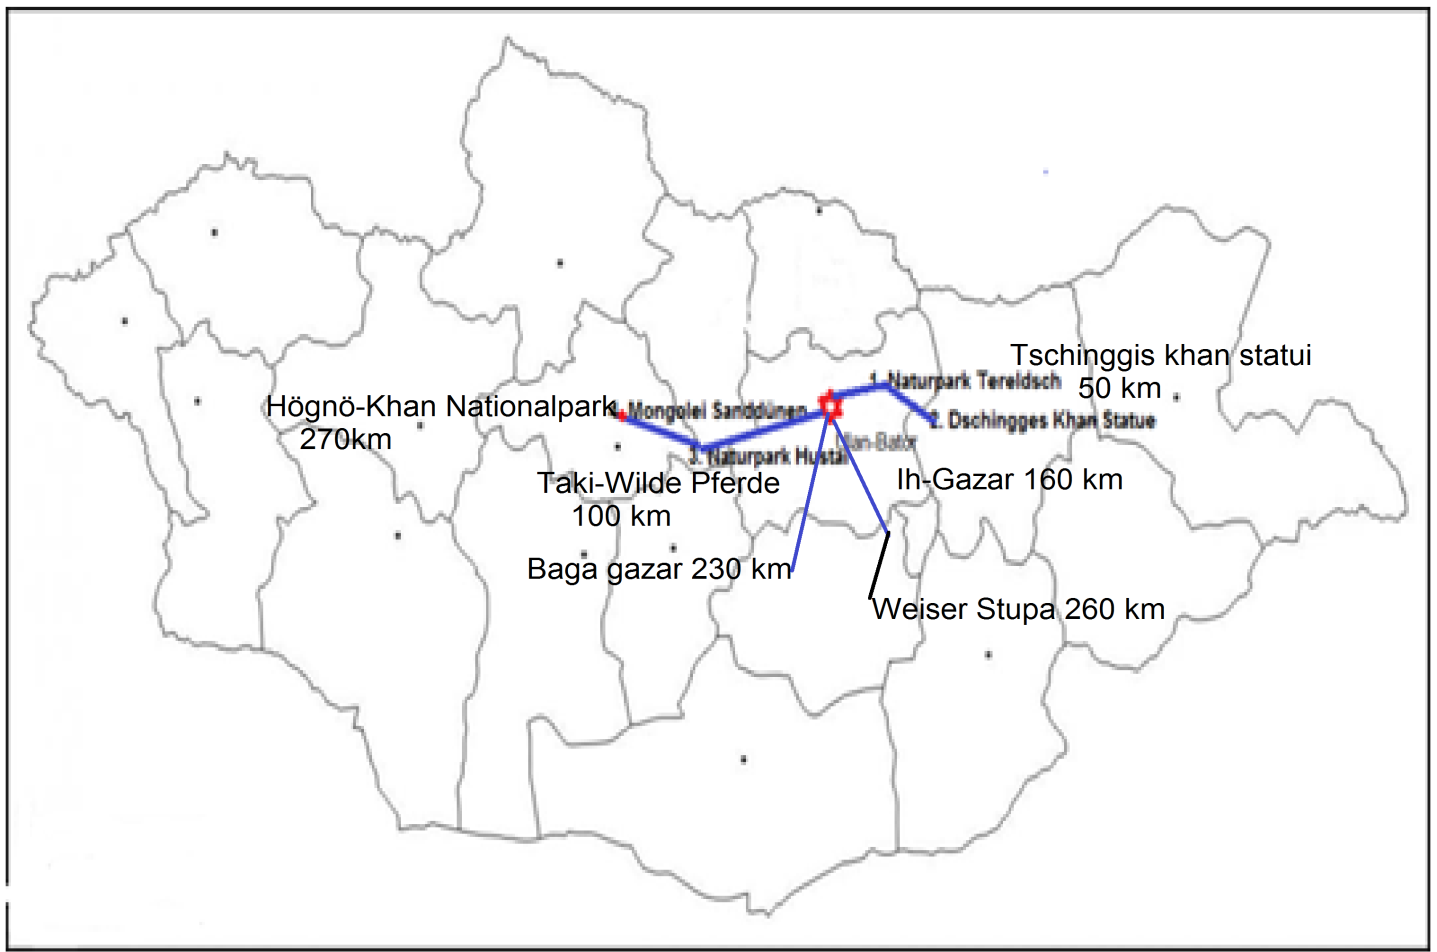 Tschinggis khan statui
50 km
1. Naturpark Tereldsch
Högnö-Khan Nationalpark
270km
4. Mongolei Sanddünen
2. Dschingges Khan Statue
Ulan-Bator
3. Naturpark Hustai
Taki-Wilde Pferde
100 km
Ih-Gazar 160 km
Baga gazar 230 km
Weiser Stupa 260 km